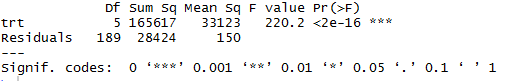 Df Sum Sq Mean Sq F value Pr(>F)
trt 5 165617 33123 220.2 <2e-16 ***
Residuals 189 28424 150
---
Signif. codes: 0 ‘***’ 0.001 ‘**’ 0.01 ‘*’ 0.05 ‘.’ 0.1 ‘ ’ 1